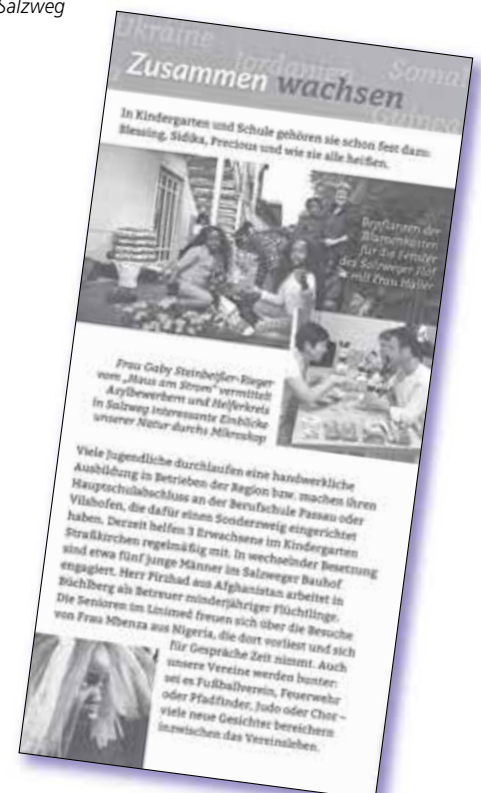 Salzweg
Ukraine
Jordanien
Somal
Guinea
Zusammen wachsen
In Kindergarten und Schule gehören sie schon fest dazu:
Blessing, Sidika, Precious und wie sie alle heißen.
Bepflanzen der
Blumenkästen
für die Fenster
des Salzweger Hof
mit Frau Haller
Frau Gaby Steinbeißer-Rieger
vom „Haus am Strom“ vermittelt
Asylbewerbern und Helferkreis
in Salzweg interessante Einblicke
unserer Natur durchs Mikroskop
Viele Jugendliche durchlaufen eine handwerkliche
Ausbildung in Betrieben der Region bzw. machen ihren
Hauptschulabschluss an der Berufschule Passau oder
Vilshofen, die dafür einen Sonderzweig eingerichtet
haben. Derzeit helfen 3 Erwachsene im Kindergarten
Straßkirchen regelmäßig mit. In wechselnder Besetzung
sind etwa fünf junge Männer im Salzweger Bauhof
engagiert. Herr Pirzhad aus Afghanistan arbeitet in
Büchlberg als Betreuer minderjähriger Flüchtlinge.
Die Senioren im Linimed freuen sich über die Besuche
von Frau Mbenza aus Nigeria, die dort vorliest und sich
für Gespräche Zeit nimmt. Auch
unsere Vereine werden bunter:
sei es Fußballverein, Feuerwehr
oder Pfadfinder, Judo oder Chor –
viele neue Gesichter bereichern
inzwischen das Vereinsleben.